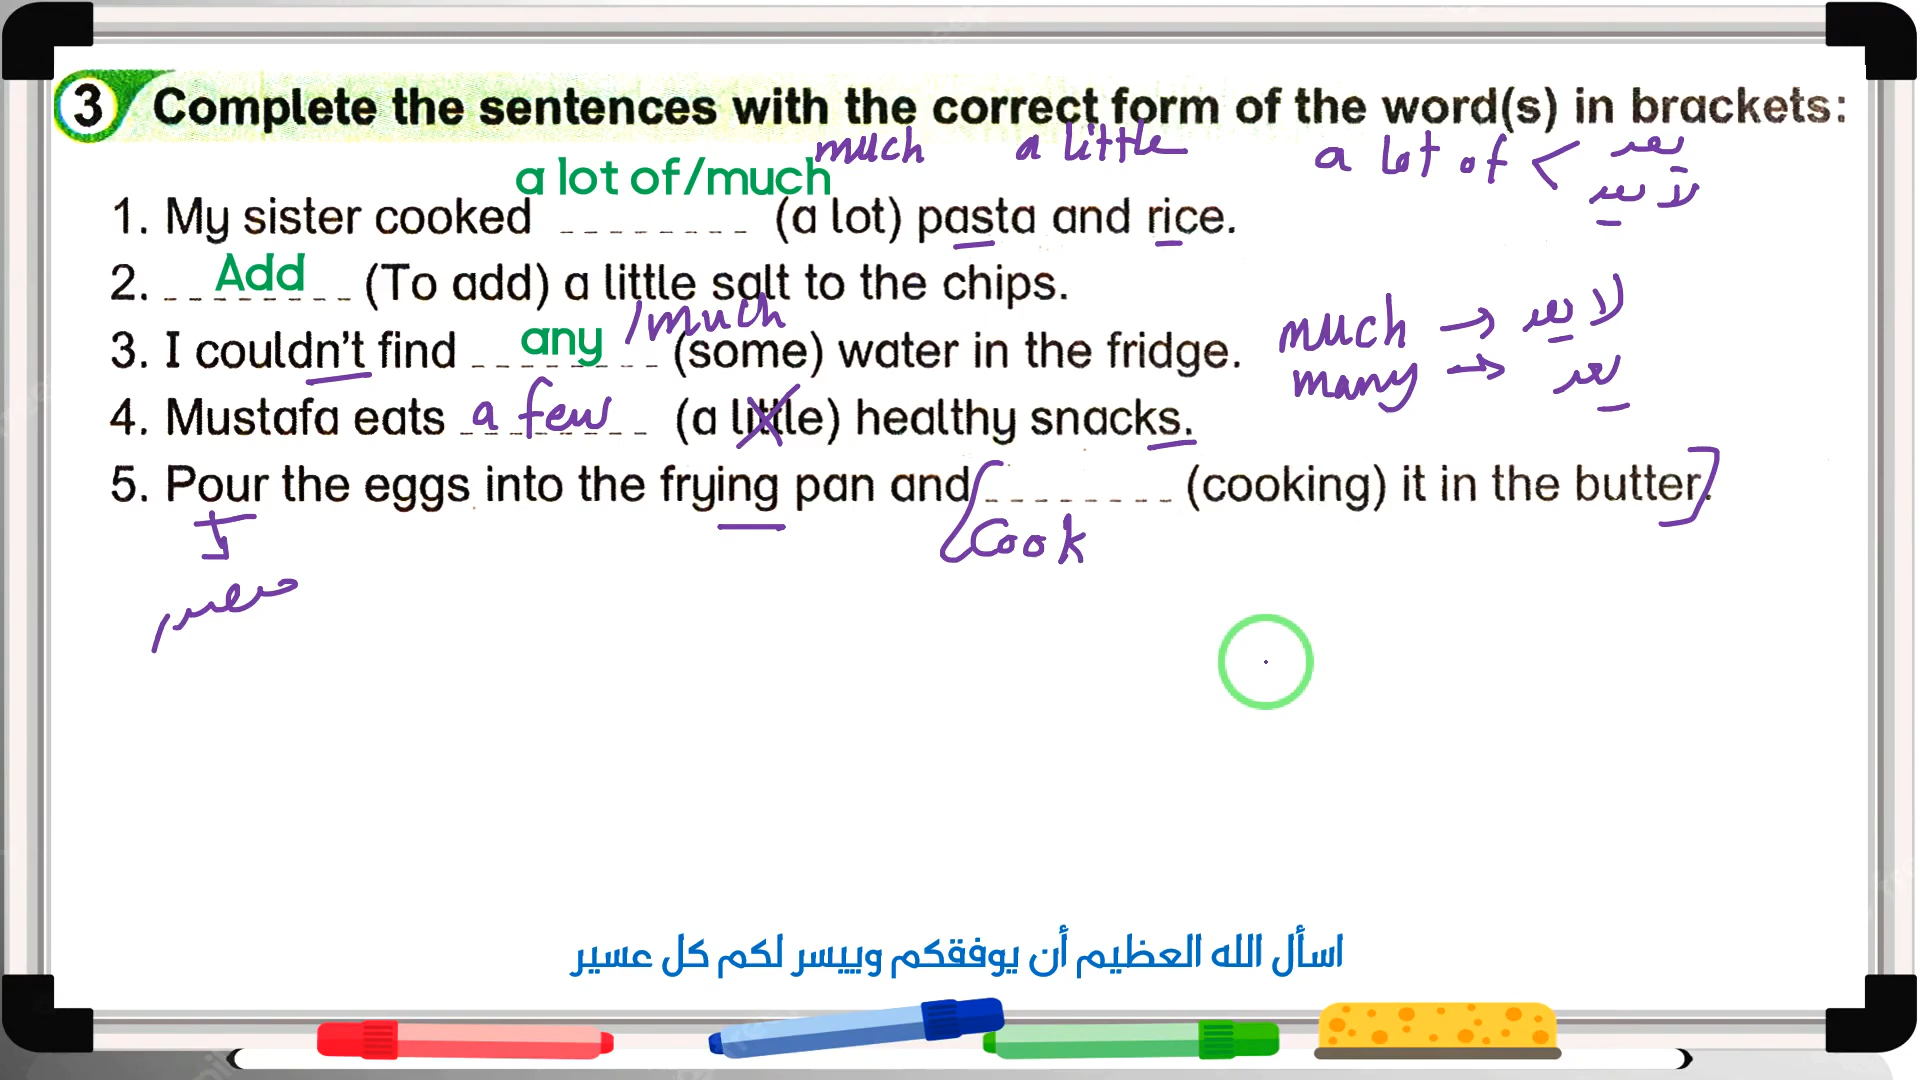 3 Complete the sentences with the correct form of the word(s) in brackets:
much a little a lot of < يعد
لا يعد
a lot of/much
1. My sister cooked ........ (a lot) pasta and rice.
2. Add (To add) a little salt to the chips.
/much
3. I couldn't find any (some) water in the fridge.
much → لا يعد
many → يعد
4. Mustafa eats a few (a little) healthy snacks.
5. Pour the eggs into the frying pan and ........ (cooking) it in the butter.
Cook
اسأل الله العظيم أن يوفقكم وييسر لكم كل عسير